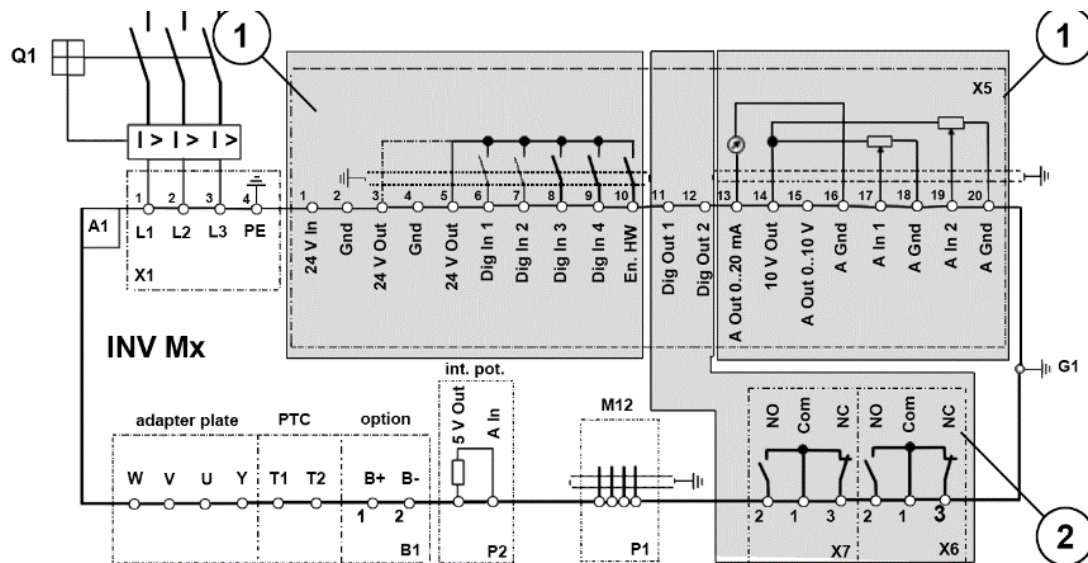 Q1
1
1
X5
I > I > I >
1 2 3 4 1 2 3 4 5 6 7 8 9 10 11 12 13 14 15 16 17 18 19 20
A1
L1 L2 L3 PE
X1
24 V In
Gnd
24 V Out
Gnd
24 V Out
Dig In 1
Dig In 2
Dig In 3
Dig In 4
En. HW
Dig Out 1
Dig Out 2
A Out 0..20 mA
10 V Out
A Out 0..10 V
A Gnd
A In 1
A Gnd
A In 2
A Gnd
INV Mx
G1
int. pot.
5 V Out
A In
M12
NO
Com
NC
NO
Com
NC
adapter plate PTC option
W V U Y T1 T2 B+ B-
1 2
2 1 3 2 1 3
B1 P2 P1 X7 X6
2